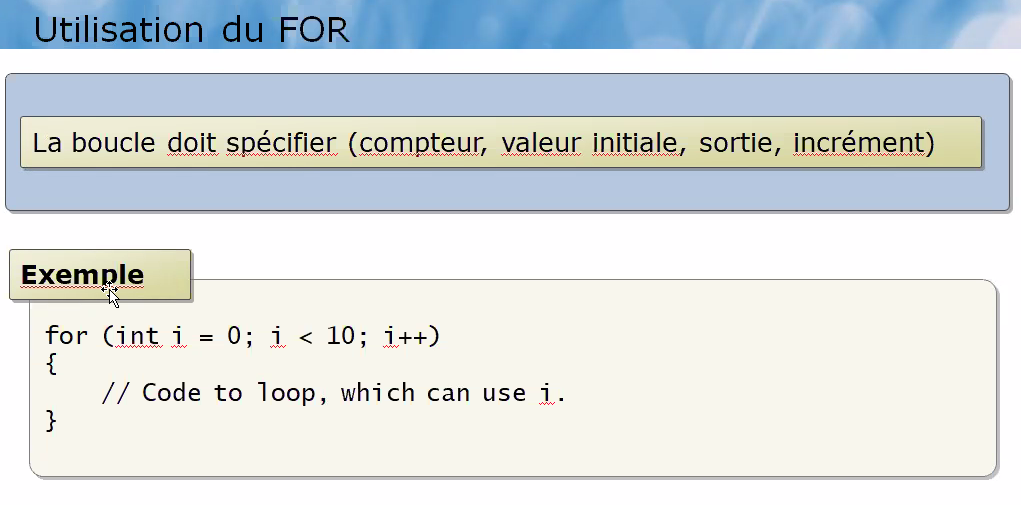 Utilisation du FOR
La boucle doit spécifier (compteur, valeur initiale, sortie, incrément)
Exemple
for (int i = 0; i < 10; i++)
{
    // Code to loop, which can use i.
}